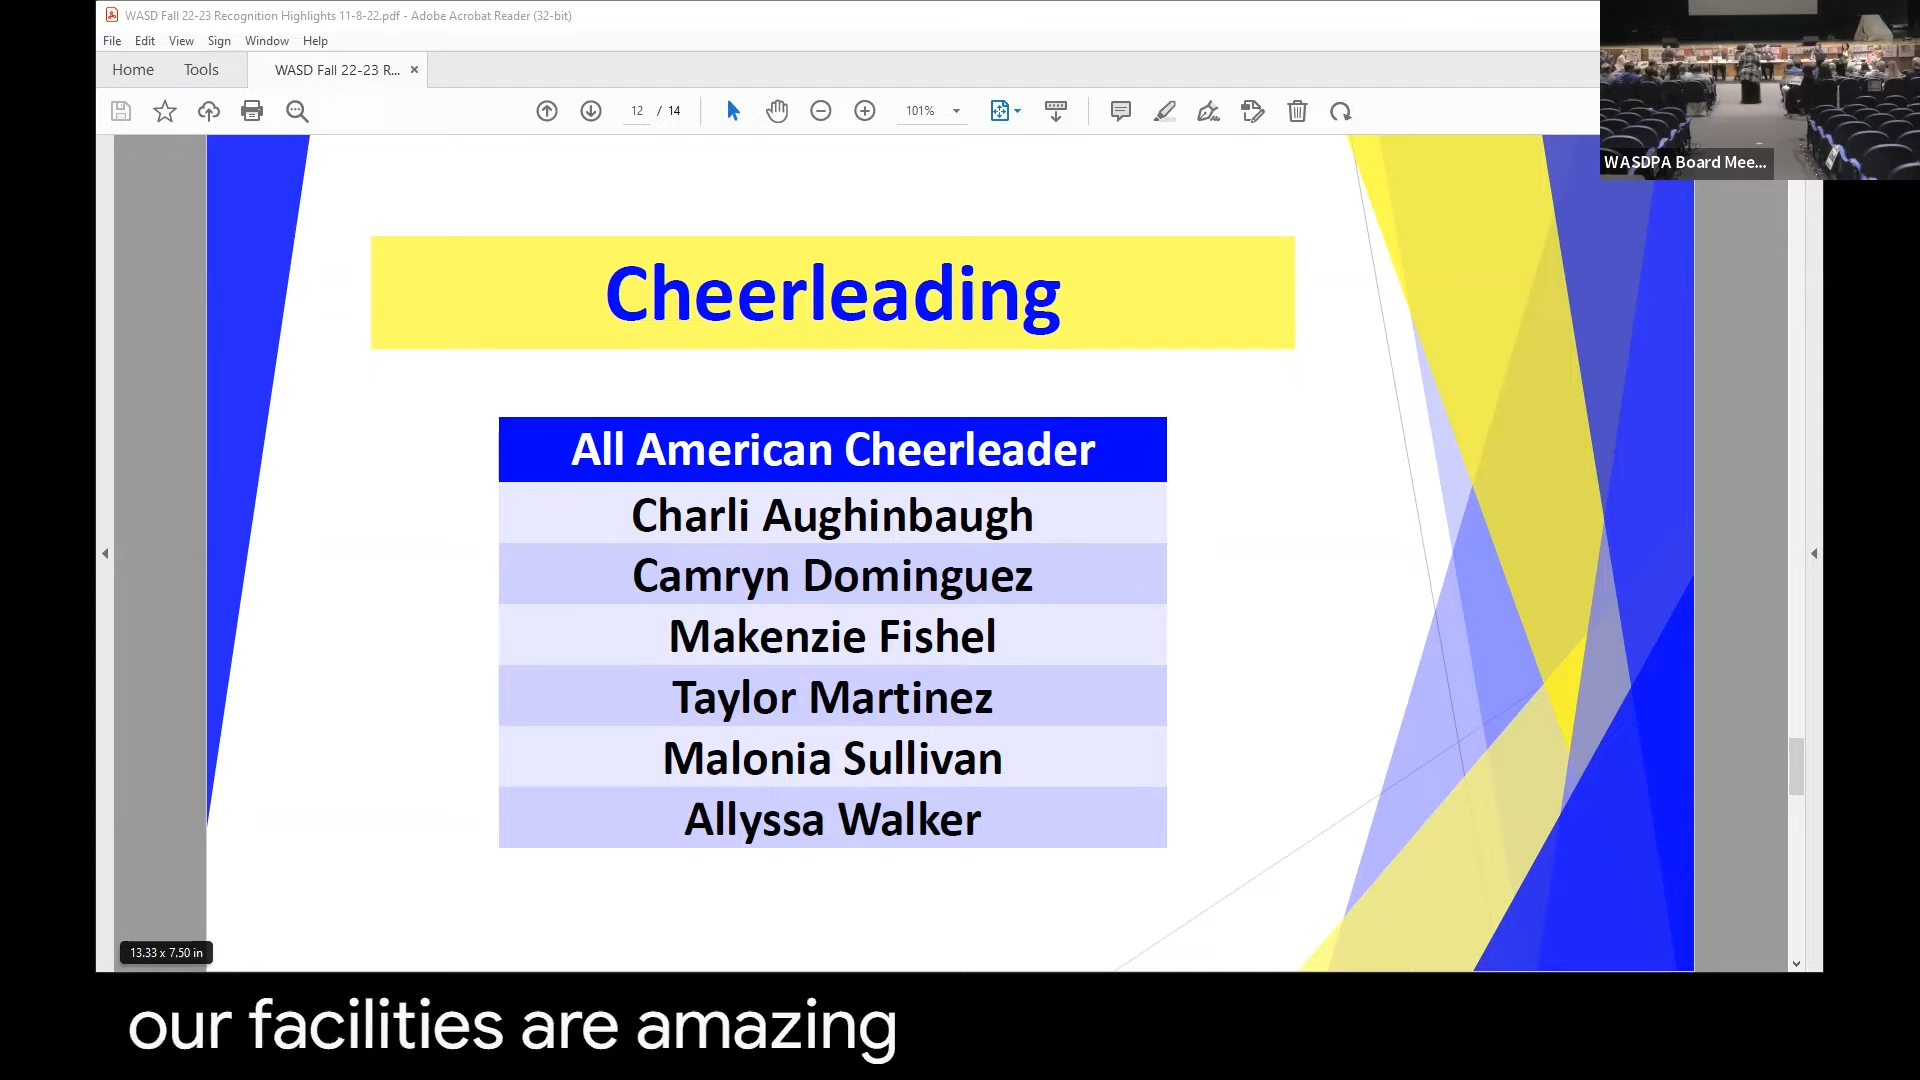 WASD Fall 22-23 Recognition Highlights 11-8-22.pdf - Adobe Acrobat Reader (32-bit)
File Edit View Sign Window Help
Home Tools WASD Fall 22-23 R... ×
12 / 14 101%
WASDPA Board Mee...
Cheerleading
All American Cheerleader
Charli Aughinbaugh
Camryn Dominguez
Makenzie Fishel
Taylor Martinez
Malonia Sullivan
Allyssa Walker
13.33 x 7.50 in
our facilities are amazing